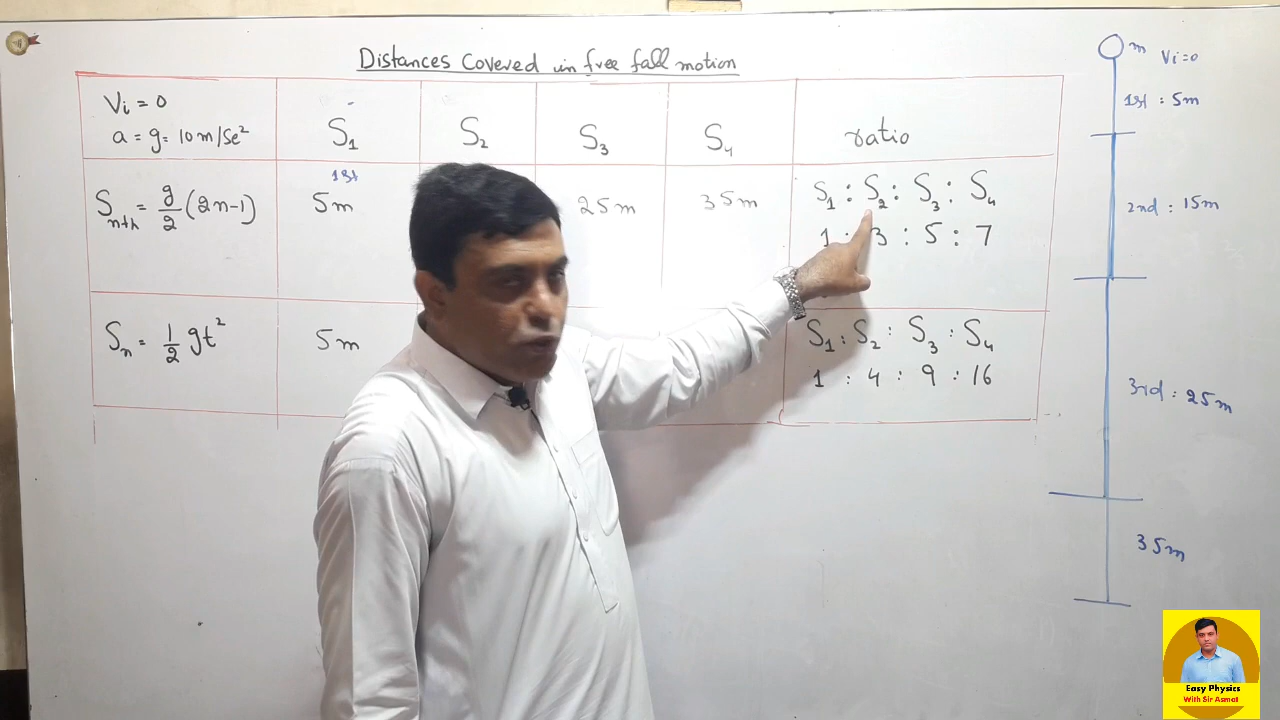 Distances Covered in free fall motion
Vi = 0
a = g = 10 m/Se²
S₁
S₂
S₃
S₄
ratio
Snth = g/2 (2n-1)
1st
5m
25m
35m
S₁ : S₂ : S₃ : S₄
1 : 3 : 5 : 7
Sn = 1/2 gt²
5m
S₁ : S₂ : S₃ : S₄
1 : 4 : 9 : 16
m Vi=0
1st : 5m
2nd : 15m
3rd : 25m
35m
Easy Physics
With Sir Asmat